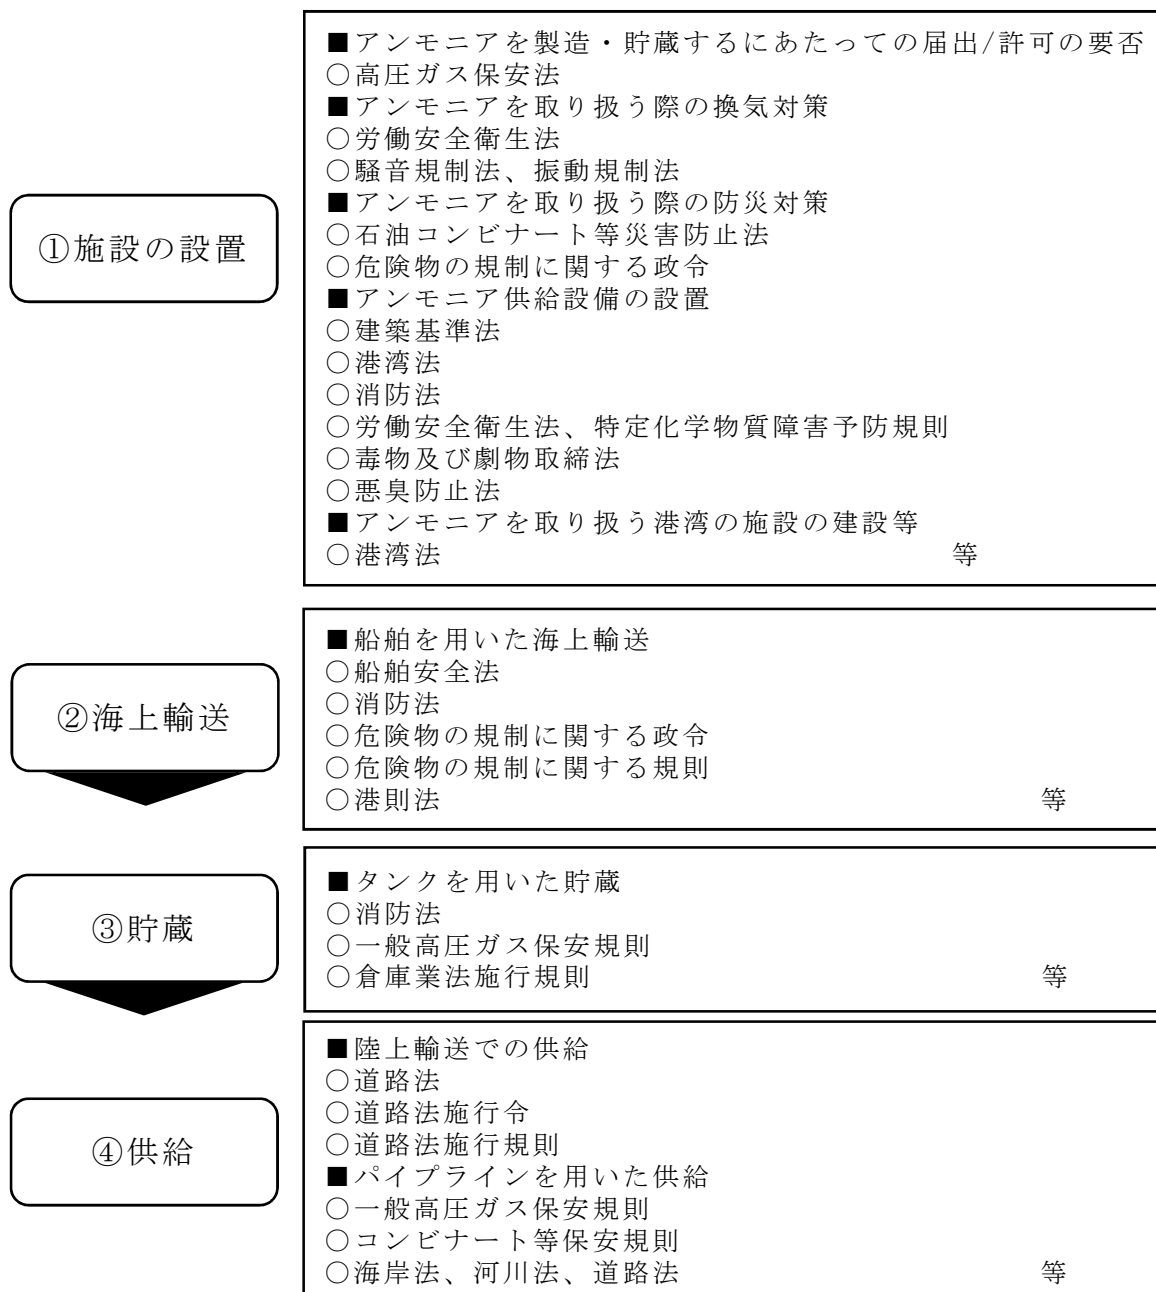 ①施設の設置
■アンモニアを製造・貯蔵するにあたっての届出/許可の要否
○高圧ガス保安法
■アンモニアを取り扱う際の換気対策
○労働安全衛生法
○騒音規制法、振動規制法
■アンモニアを取り扱う際の防災対策
○石油コンビナート等災害防止法
○危険物の規制に関する政令
■アンモニア供給設備の設置
○建築基準法
○港湾法
○消防法
○労働安全衛生法、特定化学物質障害予防規則
○毒物及び劇物取締法
○悪臭防止法
■アンモニアを取り扱う港湾の施設の建設等
○港湾法 等
②海上輸送
■船舶を用いた海上輸送
○船舶安全法
○消防法
○危険物の規制に関する政令
○危険物の規制に関する規則
○港則法 等
③貯蔵
■タンクを用いた貯蔵
○消防法
○一般高圧ガス保安規則
○倉庫業法施行規則 等
④供給
■陸上輸送での供給
○道路法
○道路法施行令
○道路法施行規則
■パイプラインを用いた供給
○一般高圧ガス保安規則
○コンビナート等保安規則
○海岸法、河川法、道路法 等